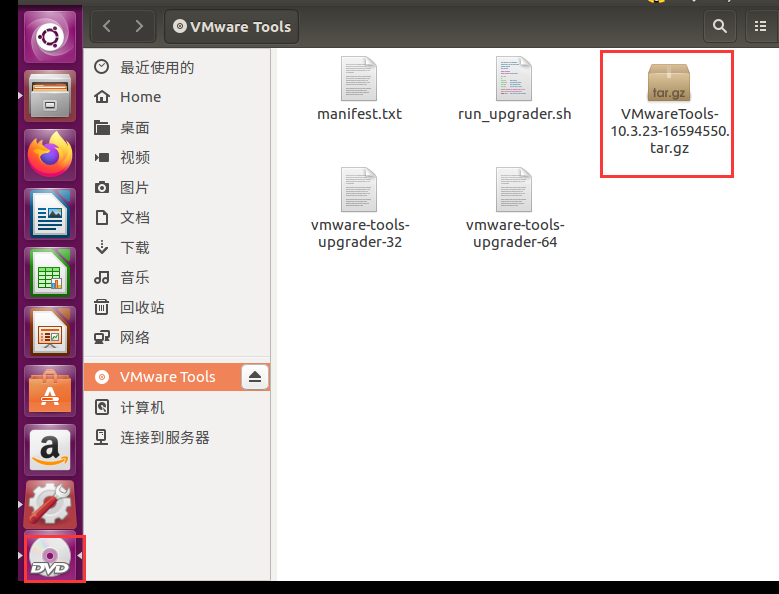 VMware Tools
最近使用的
Home
桌面
视频
图片
文档
下载
音乐
回收站
网络
VMware Tools
计算机
连接到服务器
manifest.txt
run_upgrader.sh
tar.gz
VMwareTools-
10.3.23-16594550.
tar.gz
vmware-tools-
upgrader-32
vmware-tools-
upgrader-64
A
a
DVD